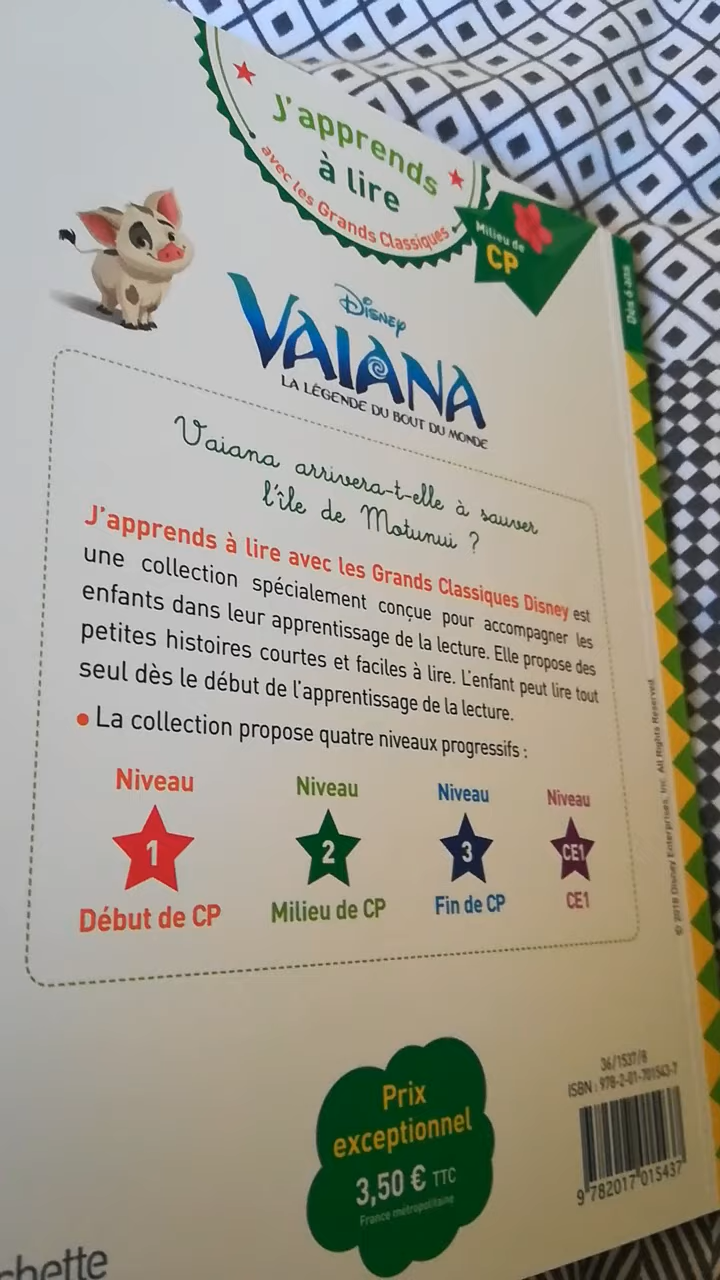 J'apprends
à lire
avec les Grands Classiques
Milieu de
CP
Dès 6 ans
Disney
VAIANA
LA LÉGENDE DU BOUT DU MONDE
Vaiana arrivera-t-elle à sauver
l'île de Motunui ?
J'apprends à lire avec les Grands Classiques Disney est
une collection spécialement conçue pour accompagner les
enfants dans leur apprentissage de la lecture. Elle propose des
petites histoires courtes et faciles à lire. L'enfant peut lire tout
seul dès le début de l'apprentissage de la lecture.
• La collection propose quatre niveaux progressifs :
Niveau Niveau Niveau Niveau
1 2 3 CE1
Début de CP Milieu de CP Fin de CP CE1
© 2018 Disney Enterprises, Inc. All Rights Reserved
Prix
exceptionnel
3,50 € TTC
France métropolitaine
36/1537/8
ISBN : 978-2-01-701543-7
9 782017 015437
chette